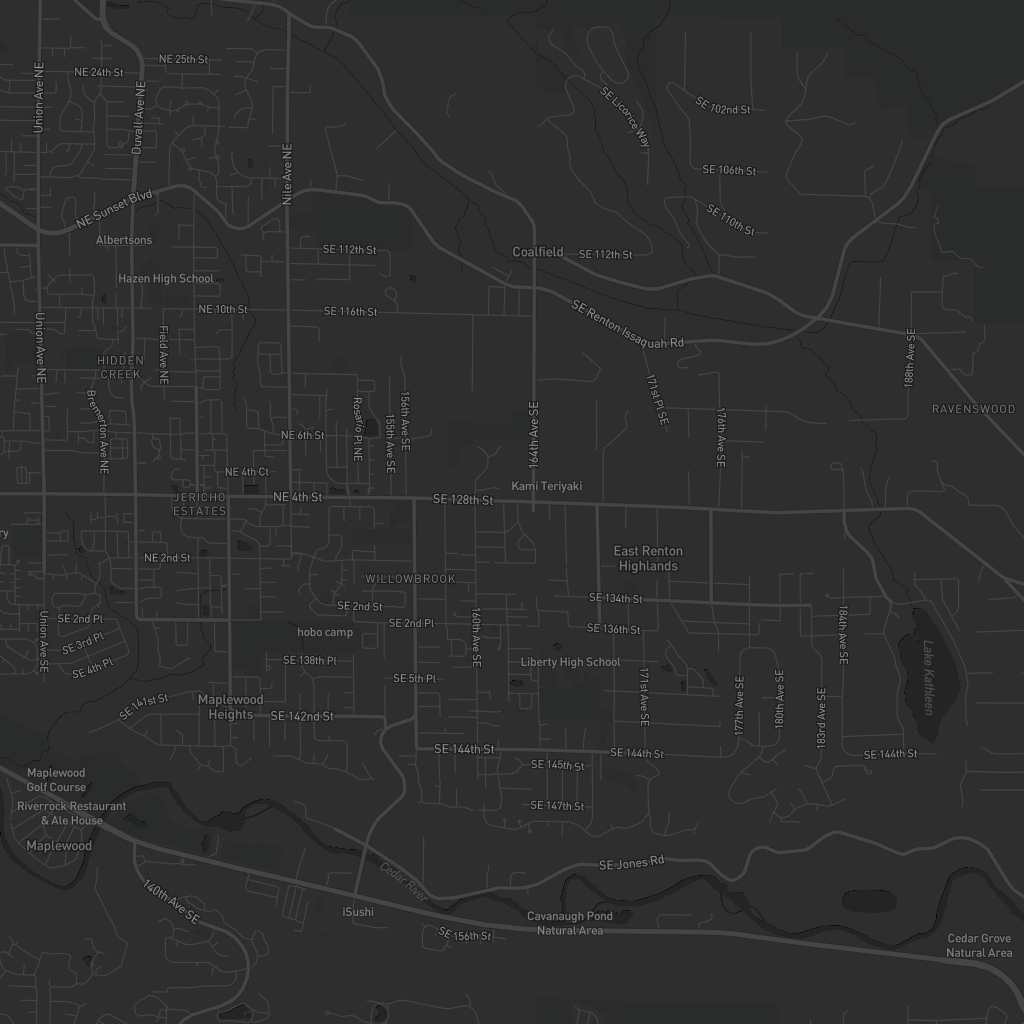 NE 25th St
NE 24th St
Union Ave NE
Duvall Ave NE
SE Licorice Way
SE 102nd St
Nile Ave NE
SE 106th St
NE Sunset Blvd
SE 110th St
Albertsons
SE 112th St
Coalfield
SE 112th St
Hazen High School
NE 10th St
SE 116th St
SE Renton Issaquah Rd
Union Ave NE
Field Ave NE
HIDDEN
CREEK
188th Ave SE
171st Pl SE
Bremerton Ave NE
Rosario Pl NE
155th Ave SE
156th Ave SE
164th Ave SE
176th Ave SE
RAVENSWOOD
NE 6th St
NE 4th Ct
JERICHO
ESTATES
NE 4th St
SE 128th St
Kami Teriyaki
ry
NE 2nd St
WILLOWBROOK
East Renton
Highlands
SE 2nd St
SE 134th St
SE 2nd Pl
SE 2nd Pl
160th Ave SE
SE 136th St
184th Ave SE
Union Ave SE
SE 3rd Pl
hobo camp
SE 4th Pl
SE 138th Pl
Liberty High School
Lake Kathleen
SE 5th Pl
171st Ave SE
177th Ave SE
180th Ave SE
183rd Ave SE
SE 141st St
Maplewood
Heights
SE 142nd St
SE 144th St
SE 144th St
SE 144th St
SE 145th St
Maplewood
Golf Course
Riverrock Restaurant
& Ale House
SE 147th St
Maplewood
140th Ave SE
Cedar River
SE Jones Rd
iSushi
Cavanaugh Pond
Natural Area
SE 156th St
Cedar Grove
Natural Area